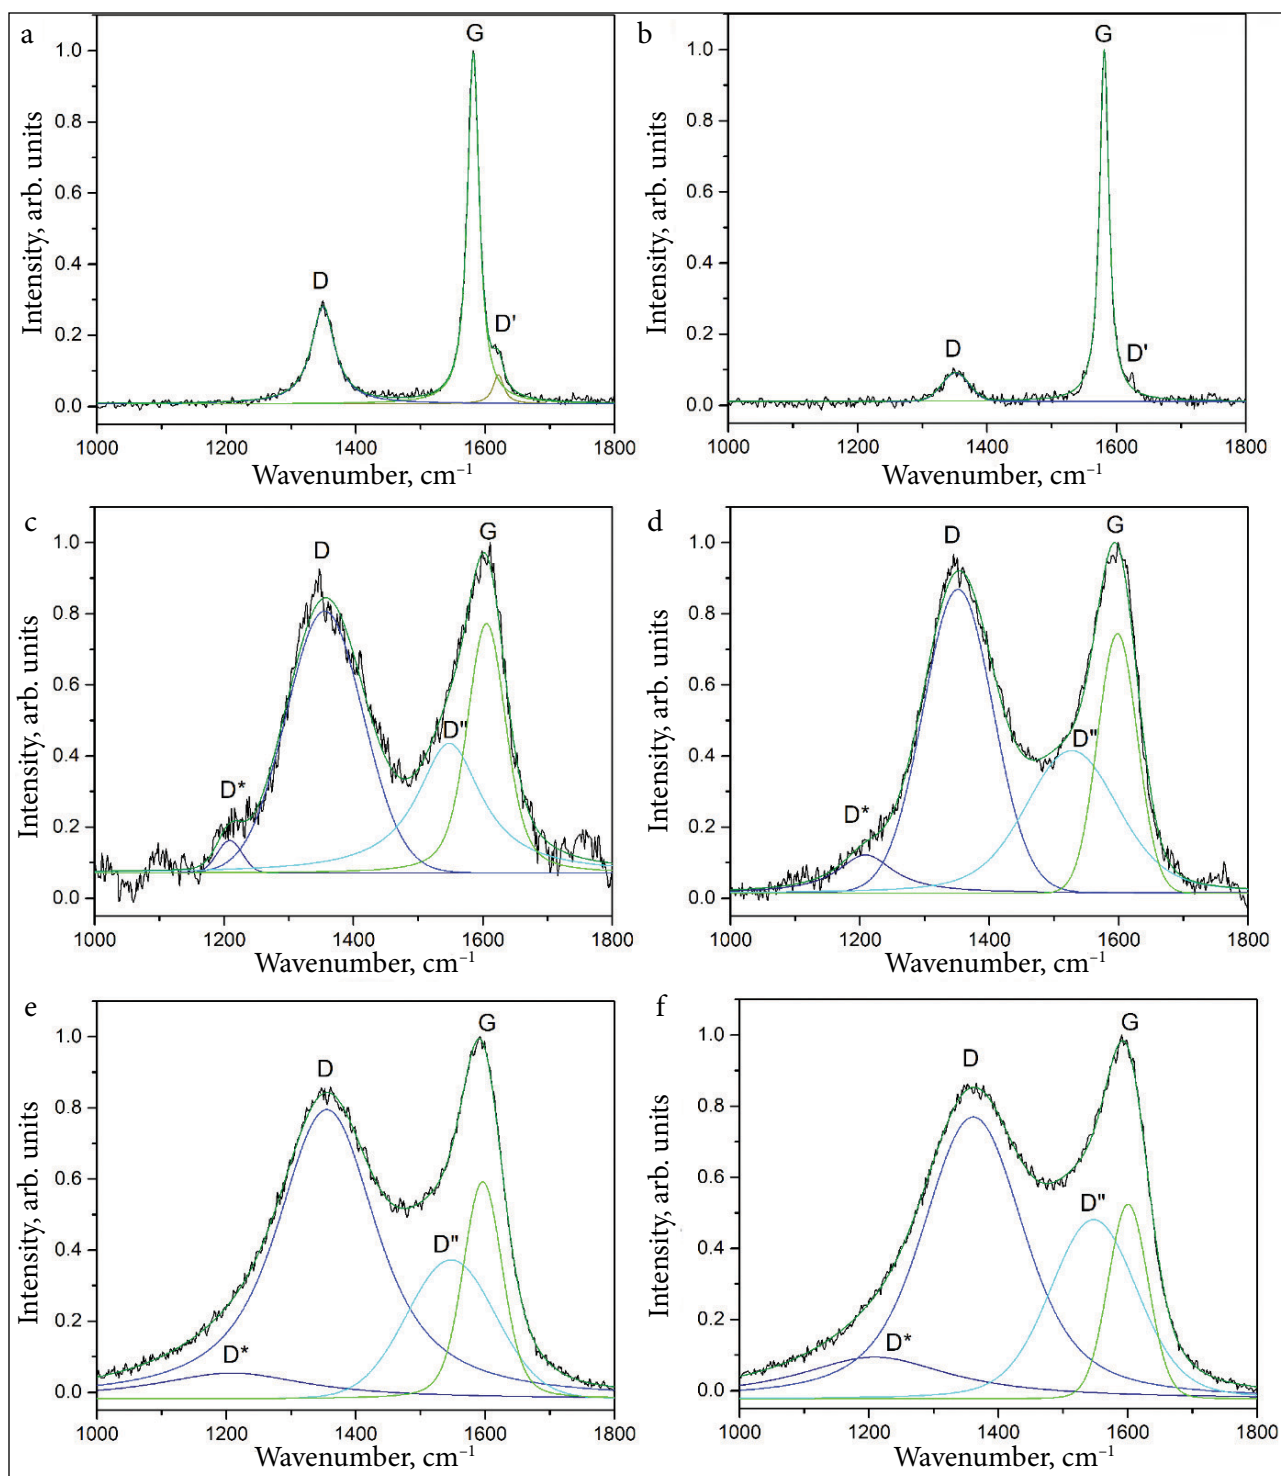 a
G
D
D'
1.0
0.8
0.6
0.4
0.2
0.0
Intensity, arb. units
1000 1200 1400 1600 1800
Wavenumber, cm⁻¹
b
G
D
D'
1.0
0.8
0.6
0.4
0.2
0.0
Intensity, arb. units
1000 1200 1400 1600 1800
Wavenumber, cm⁻¹
c
D
G
D"
D*
1.0
0.8
0.6
0.4
0.2
0.0
Intensity, arb. units
1000 1200 1400 1600 1800
Wavenumber, cm⁻¹
d
D
G
D"
D*
1.0
0.8
0.6
0.4
0.2
0.0
Intensity, arb. units
1000 1200 1400 1600 1800
Wavenumber, cm⁻¹
e
G
D
D"
D*
1.0
0.8
0.6
0.4
0.2
0.0
Intensity, arb. units
1000 1200 1400 1600 1800
Wavenumber, cm⁻¹
f
G
D
D"
D*
1.0
0.8
0.6
0.4
0.2
0.0
Intensity, arb. units
1000 1200 1400 1600 1800
Wavenumber, cm⁻¹